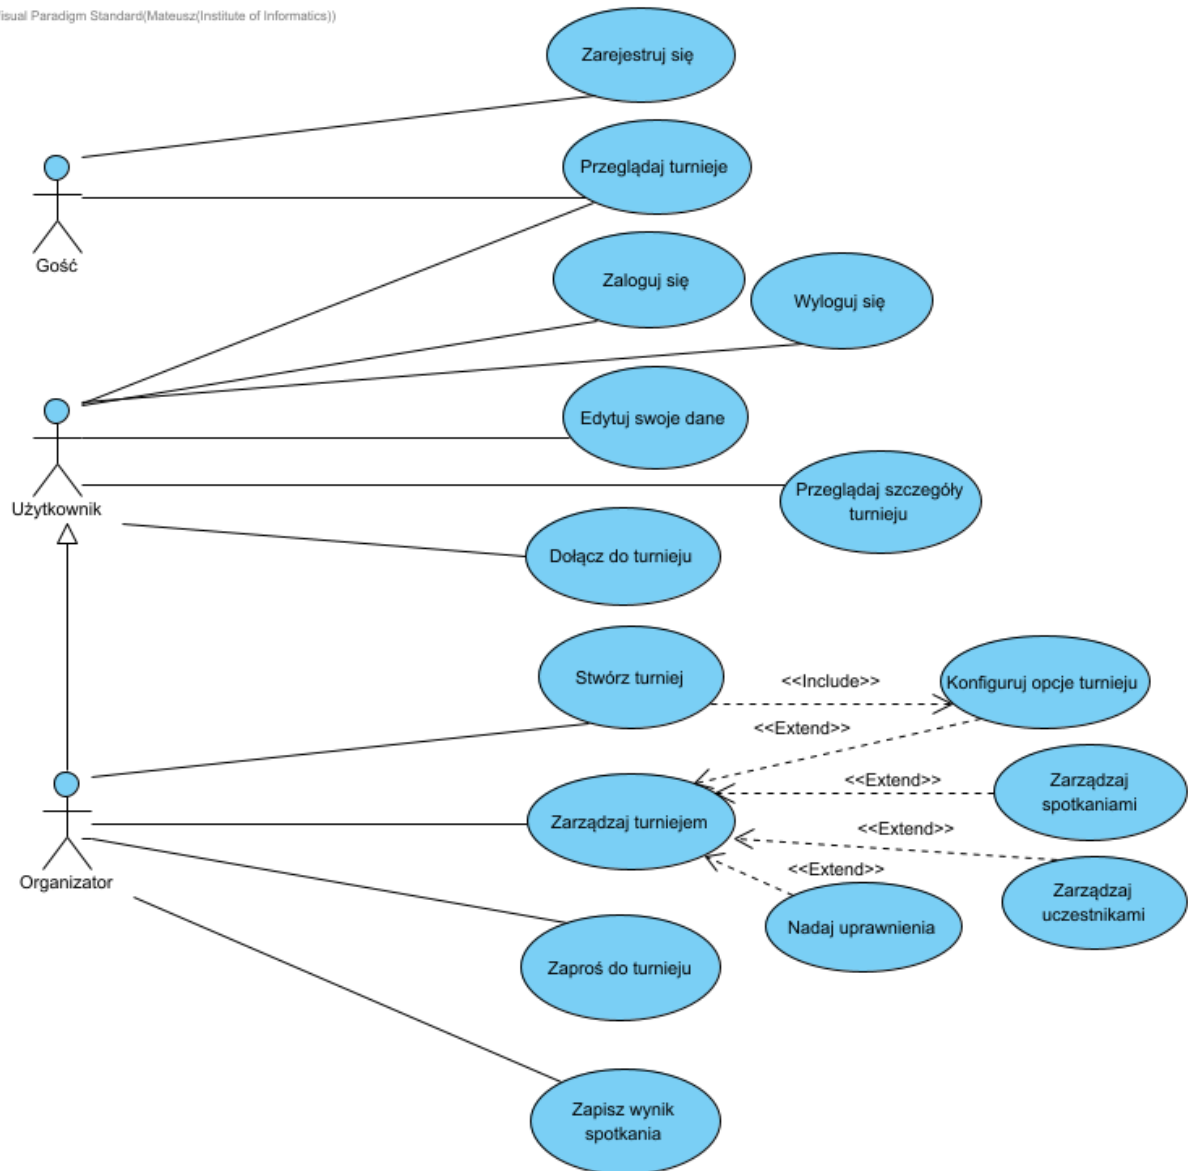 isual Paradigm Standard(Mateusz(Institute of Informatics))
Zarejestruj się
Przeglądaj turnieje
Gość
Zaloguj się
Wyloguj się
Edytuj swoje dane
Użytkownik
Przeglądaj szczegóły
turnieju
Dołącz do turnieju
Stwórz turniej
<<Include>>
Konfiguruj opcje turnieju
<<Extend>>
Zarządzaj turniejem
<<Extend>>
Zarządzaj
spotkaniami
<<Extend>>
Organizator
<<Extend>>
Zarządzaj
uczestnikami
Nadaj uprawnienia
Zaproś do turnieju
Zapisz wynik
spotkania